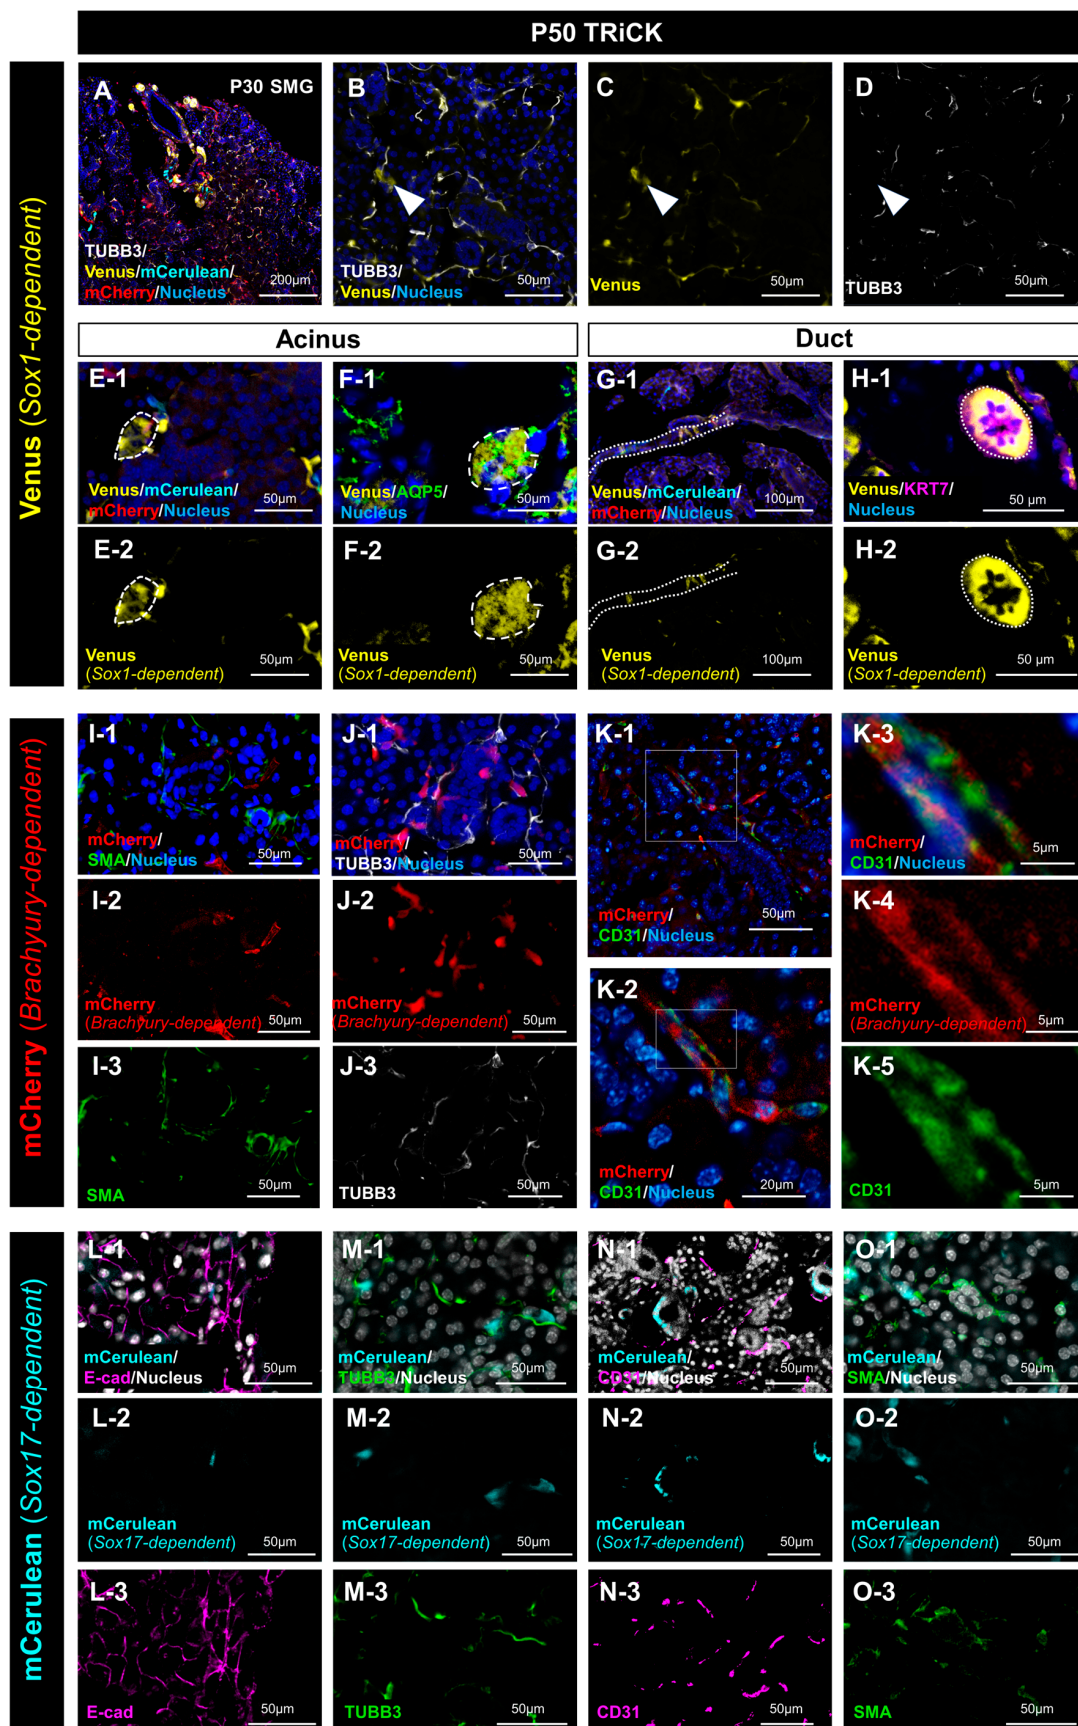 P50 TRiCK
Venus (Sox1-dependent)
A
P30 SMG
TUBB3/
Venus/mCerulean/
mCherry/Nucleus
200μm
B
TUBB3/
Venus/Nucleus
50μm
C
Venus
50μm
D
TUBB3
50μm
Acinus
Duct
E-1
Venus/mCerulean/
mCherry/Nucleus
50μm
F-1
Venus/AQP5/
Nucleus
50μm
G-1
Venus/mCerulean/
mCherry/Nucleus
100μm
H-1
Venus/KRT7/
Nucleus
50 μm
E-2
Venus
(Sox1-dependent)
50μm
F-2
Venus
(Sox1-dependent)
50μm
G-2
Venus
(Sox1-dependent)
100μm
H-2
Venus
(Sox1-dependent)
50 μm
mCherry (Brachyury-dependent)
I-1
mCherry/
SMA/Nucleus
50μm
J-1
mCherry/
TUBB3/Nucleus
50μm
K-1
mCherry/
CD31/Nucleus
50μm
K-3
mCherry/
CD31/Nucleus
5μm
I-2
mCherry
(Brachyury-dependent)
50μm
J-2
mCherry
(Brachyury-dependent)
50μm
K-4
mCherry
(Brachyury-dependent)
5μm
K-2
mCherry/
CD31/Nucleus
20μm
I-3
SMA
50μm
J-3
TUBB3
50μm
K-5
CD31
5μm
mCerulean (Sox17-dependent)
L-1
mCerulean/
E-cad/Nucleus
50μm
M-1
mCerulean/
TUBB3/Nucleus
50μm
N-1
mCerulean/
CD31/Nucleus
50μm
O-1
mCerulean/
SMA/Nucleus
50μm
L-2
mCerulean
(Sox17-dependent)
50μm
M-2
mCerulean
(Sox17-dependent)
50μm
N-2
mCerulean
(Sox17-dependent)
50μm
O-2
mCerulean
(Sox17-dependent)
50μm
L-3
E-cad
50μm
M-3
TUBB3
50μm
N-3
CD31
50μm
O-3
SMA
50μm